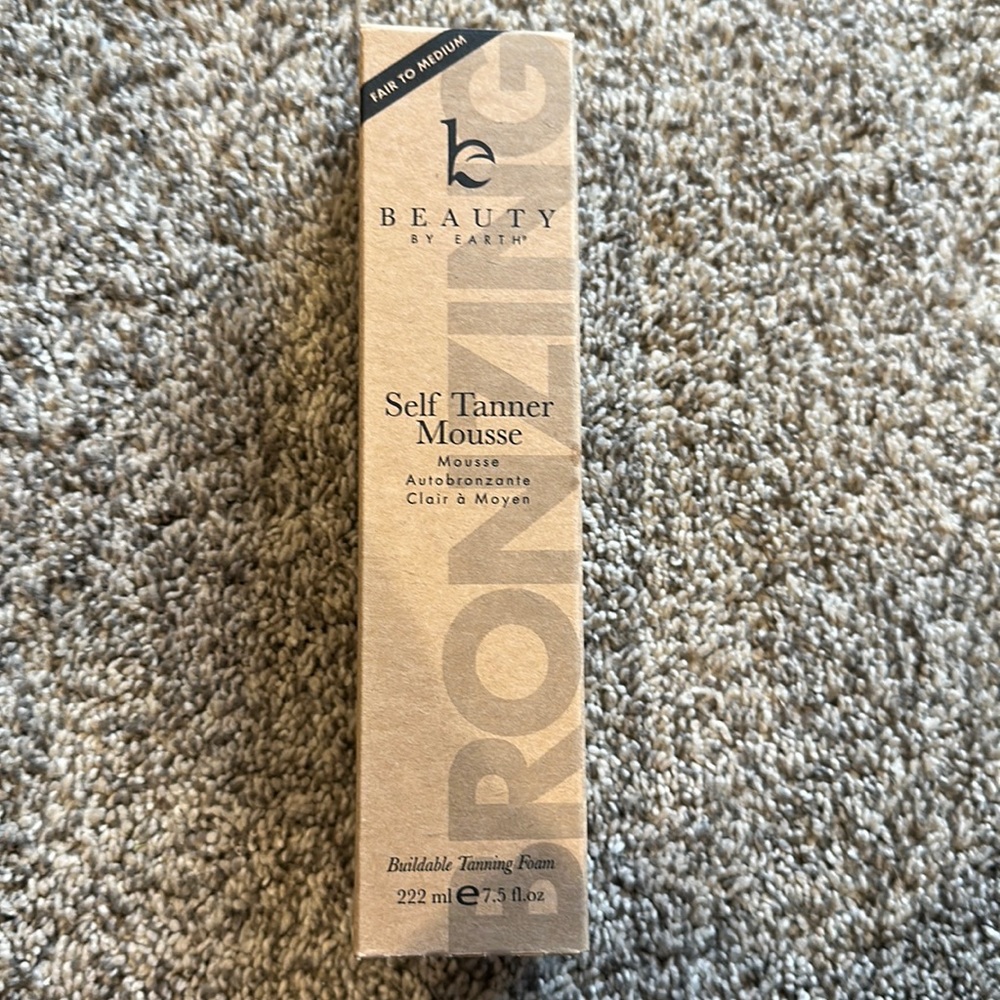 FAIR TO MEDIUM
be
BEAUTY
BY EARTH®
BRONZING
Self Tanner
Mousse
Mousse
Autobronzante
Clair à Moyen
Buildable Tanning Foam
222 ml e 7.5 fl.oz